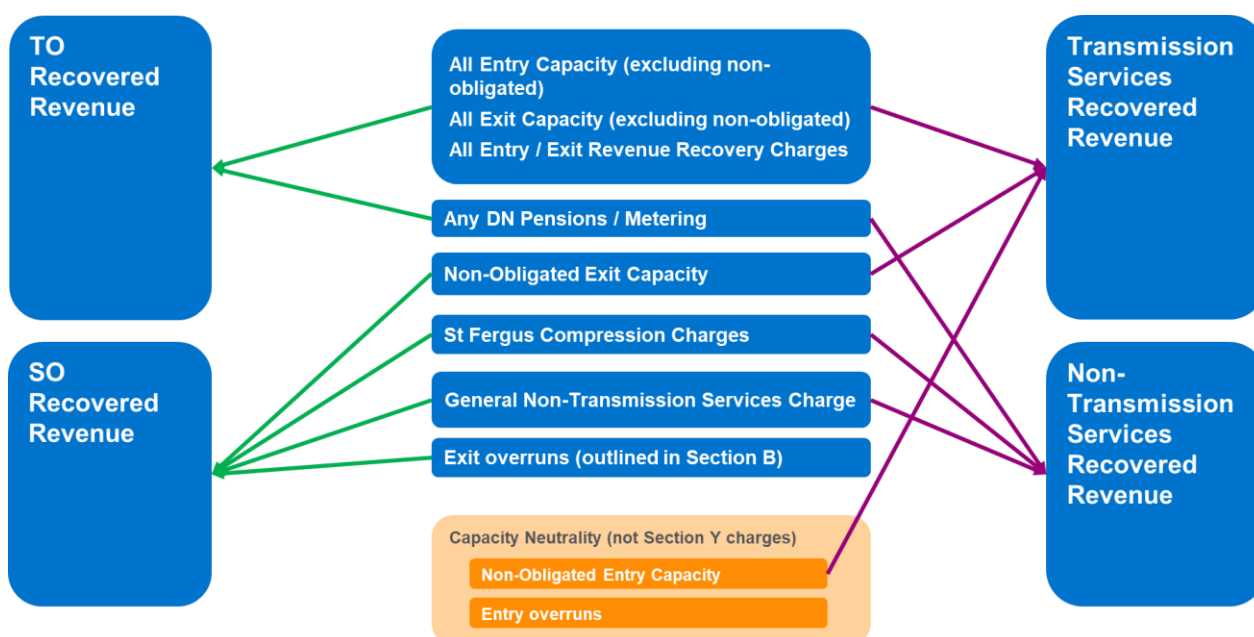 TO
Recovered
Revenue
SO
Recovered
Revenue
All Entry Capacity (excluding non-
obligated)
All Exit Capacity (excluding non-obligated)
All Entry / Exit Revenue Recovery Charges
Any DN Pensions / Metering
Non-Obligated Exit Capacity
St Fergus Compression Charges
General Non-Transmission Services Charge
Exit overruns (outlined in Section B)
Capacity Neutrality (not Section Y charges)
Non-Obligated Entry Capacity
Entry overruns
Transmission
Services
Recovered
Revenue
Non-
Transmission
Services
Recovered
Revenue